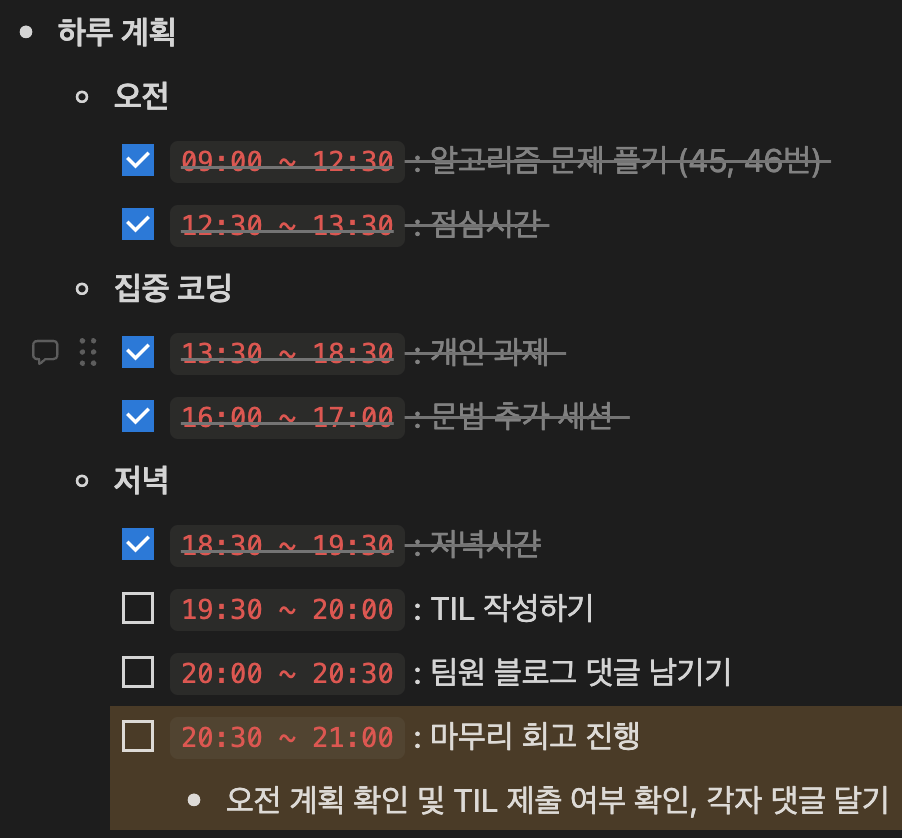 하루 계획
오전
09:00 ~ 12:30 : 알고리즘 문제 풀기 (45, 46번)
12:30 ~ 13:30 : 점심시간
집중 코딩
13:30 ~ 18:30 : 개인 과제
16:00 ~ 17:00 : 문법 추가 세션
저녁
18:30 ~ 19:30 : 저녁시간
19:30 ~ 20:00 : TIL 작성하기
20:00 ~ 20:30 : 팀원 블로그 댓글 남기기
20:30 ~ 21:00 : 마무리 회고 진행
오전 계획 확인 및 TIL 제출 여부 확인, 각자 댓글 달기